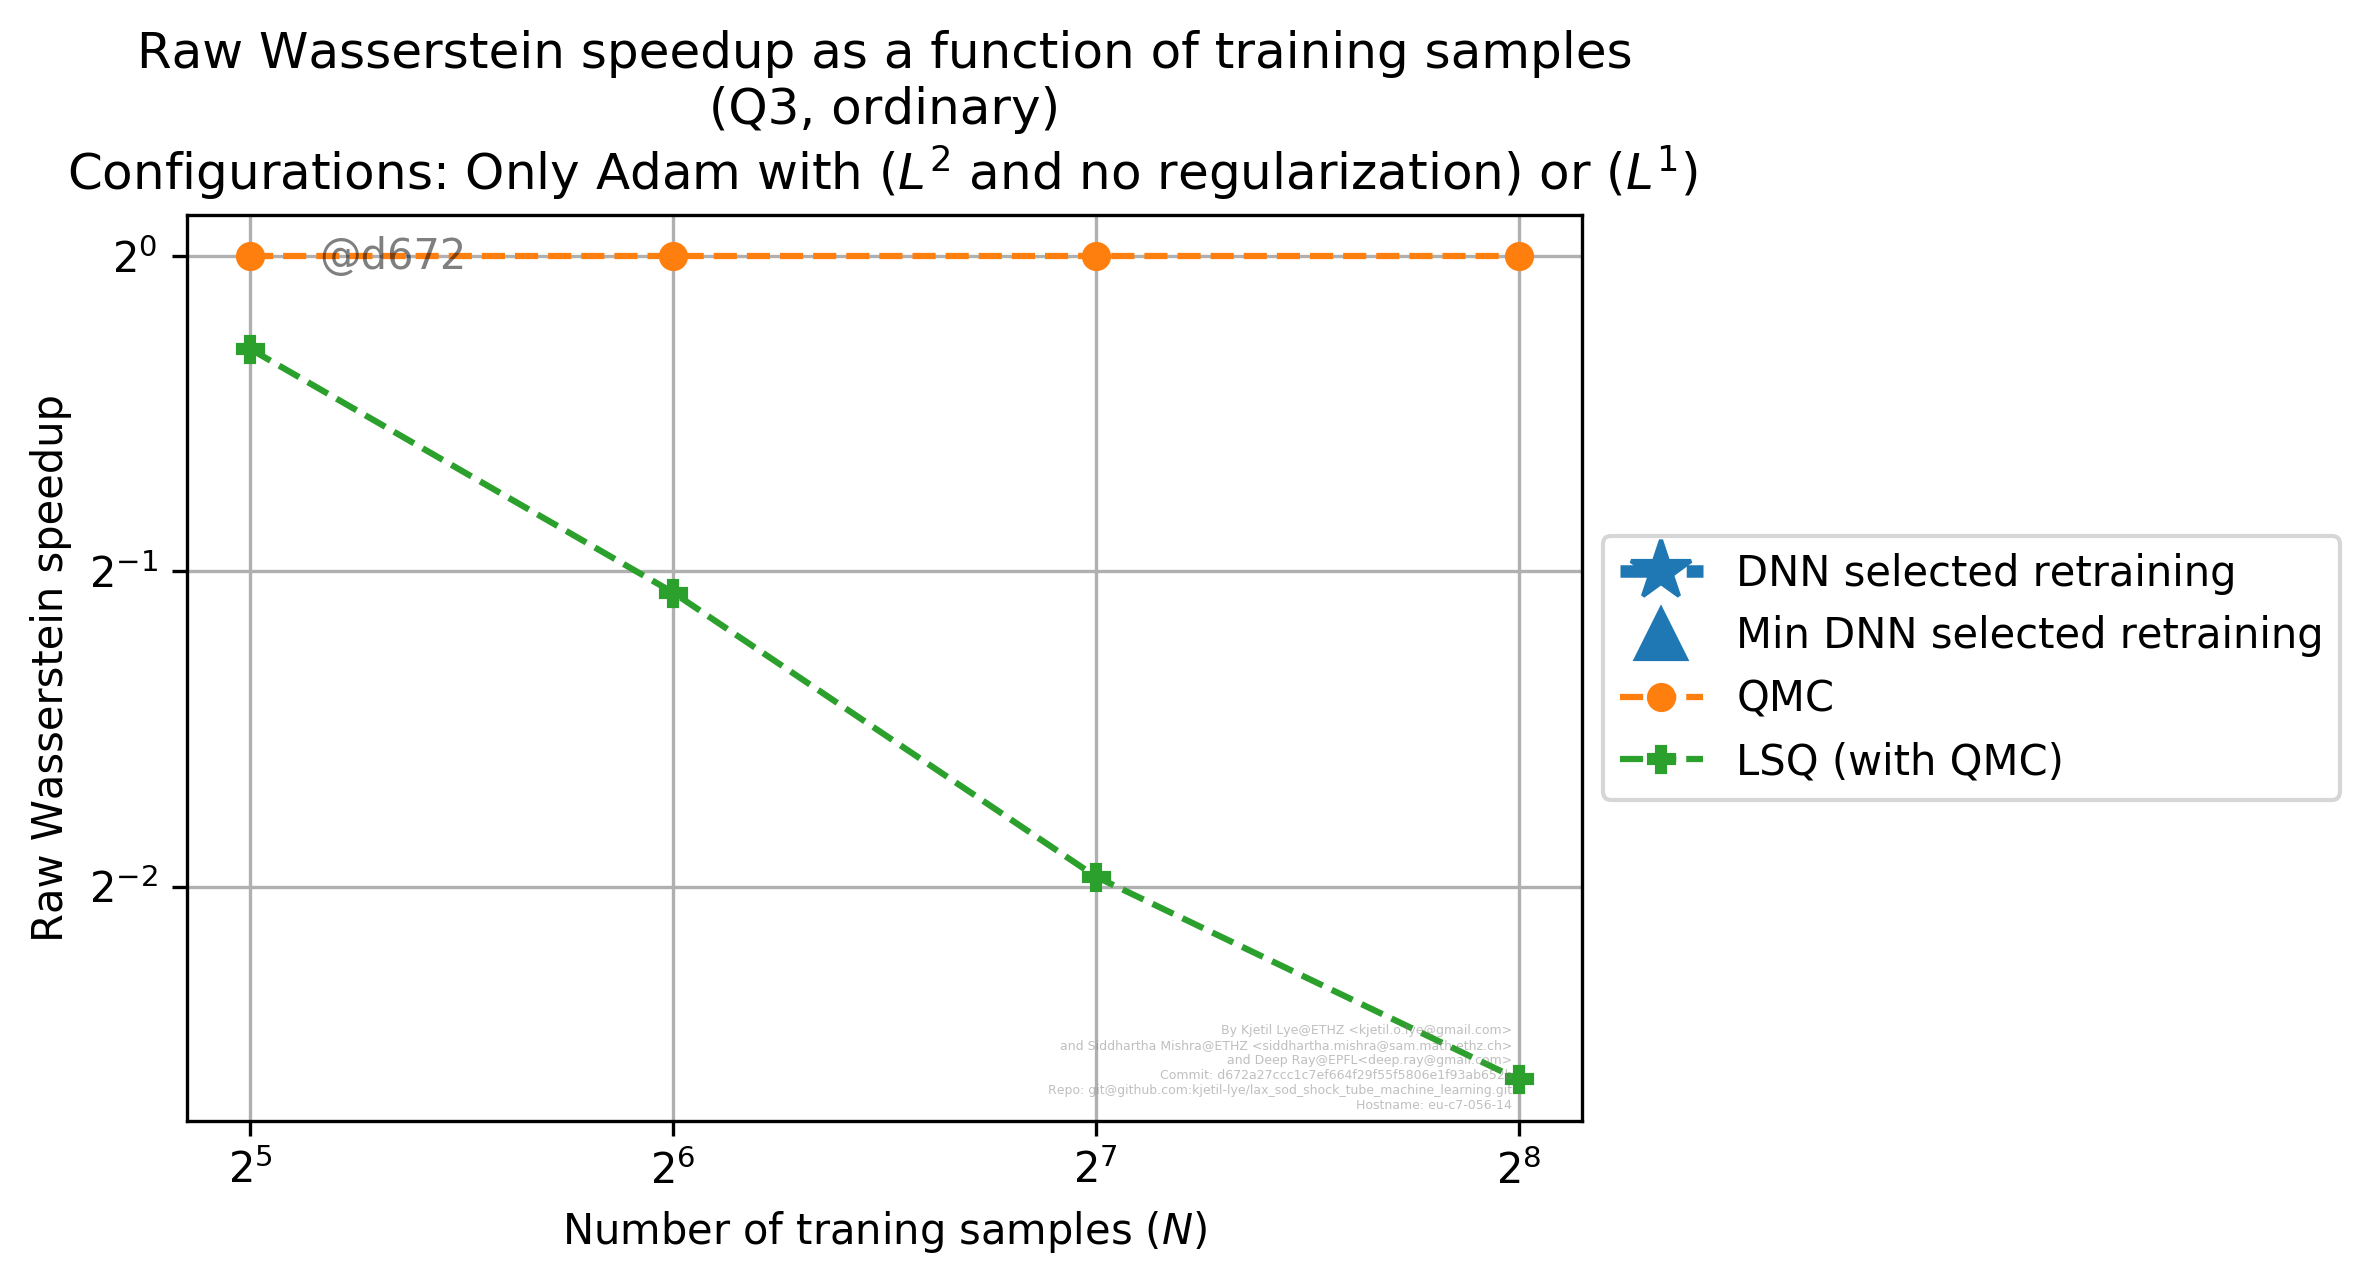 Raw Wasserstein speedup as a function of training samples
(Q3, ordinary)
Configurations: Only Adam with (L² and no regularization) or (L¹)
2⁰
@d672
2⁻¹
2⁻²
Raw Wasserstein speedup
DNN selected retraining
Min DNN selected retraining
QMC
LSQ (with QMC)
By Kjetil Lye@ETHZ <kjetil.o.lye@gmail.com>
and Siddhartha Mishra@ETHZ <siddhartha.mishra@sam.math.ethz.ch>
and Deep Ray@EPFL<deep.ray@gmail.com>
Commit:
Repo: git@github.com:kjetil-lye/lax_sod_shock_tube_machine_learning.git
Hostname: eu-c7-056-14
2⁵ 2⁶ 2⁷ 2⁸
Number of traning samples (N)